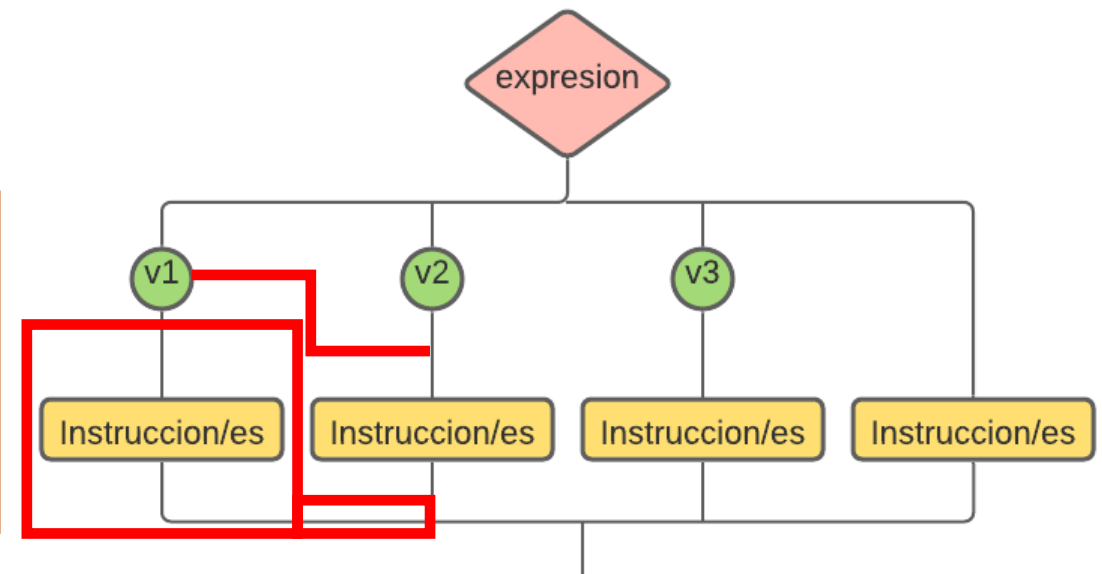 expresion
v1
v2
v3
Instruccion/es
Instruccion/es
Instruccion/es
Instruccion/es